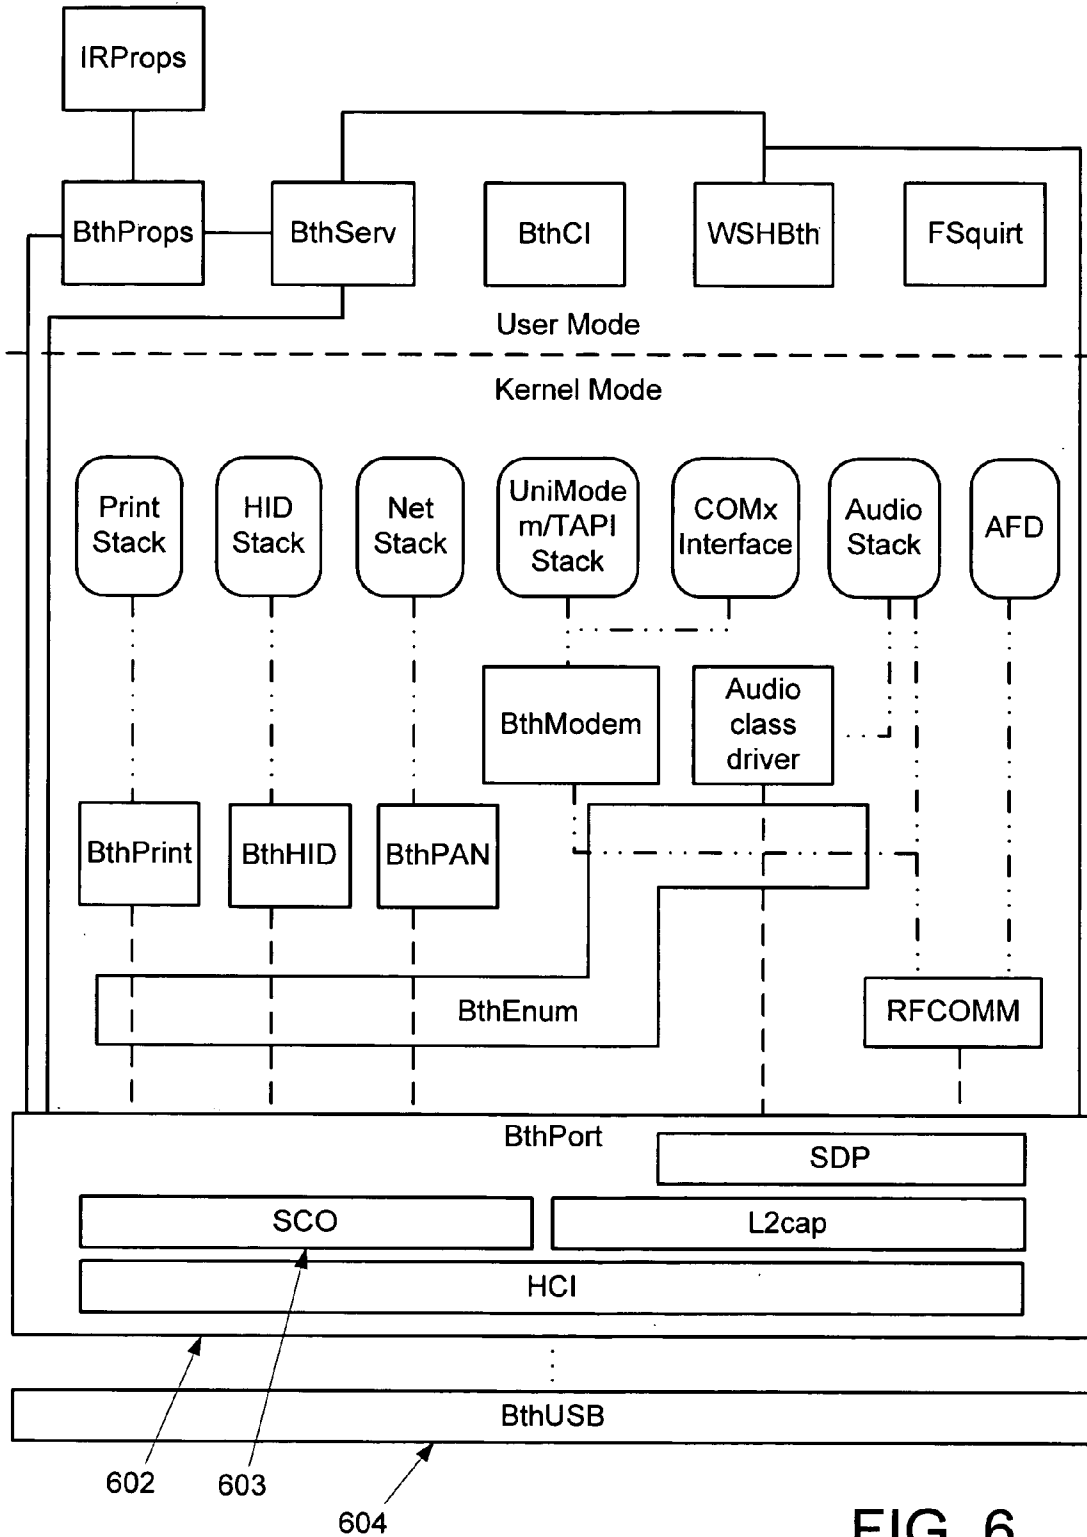 IRProps
BthProps
BthServ
BthCI
WSHBth
FSquirt
User Mode
Kernel Mode
Print
Stack
HID
Stack
Net
Stack
UniMode
m/TAPI
Stack
COMx
Interface
Audio
Stack
AFD
BthModem
Audio
class
driver
BthPrint
BthHID
BthPAN
BthEnum
RFCOMM
BthPort
SDP
SCO
L2cap
HCI
BthUSB
602
603
604
FIG. 6